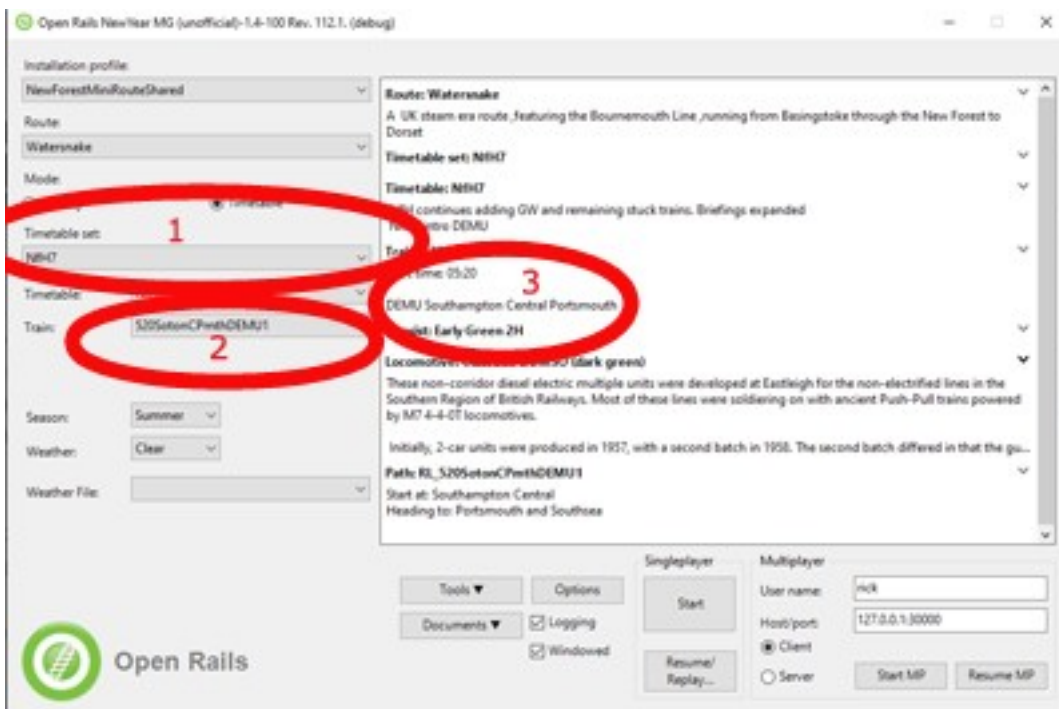 Open Rails NewYear MG (unofficial)-1.4-100 Rev. 112.1. (debug)
Installation profile:
NewForestMiniRouteShared
Route:
Watersnake
Mode:
Timetable set:
1
Timetable:
Train:
520SotonCPmthDEMU1
2
Season:
Summer
Weather:
Clear
Weather File:
Route: Watersnake
A UK steam era route ,featuring the Bournemouth Line ,running from Basingstoke through the New Forest to
Dorset
Timetable set:
Timetable:
continues adding GW and remaining stuck trains. Briefings expanded
DEMU
time: 05:20
3
DEMU Southampton Central Portsmouth
Early Green 2H
Locomotive: (dark green)
These non-corridor diesel electric multiple units were developed at Eastleigh for the non-electrified lines in the
Southern Region of British Railways. Most of these lines were soldiering on with ancient Push-Pull trains powered
by M7 4-4-0T locomotives.
Initially, 2-car units were produced in 1957, with a second batch in 1958. The second batch differed in that the gu...
Path: RL_520SotonCPmthDEMU1
Start at: Southampton Central
Heading to: Portsmouth and Southsea
Tools ▼
Options
Documents ▼
Logging
Windowed
Singleplayer
Start
Resume/
Replay...
Multiplayer
User name: rick
Host/port: 127.0.0.1:30000
Client
Server
Start MP
Resume MP
Open Rails